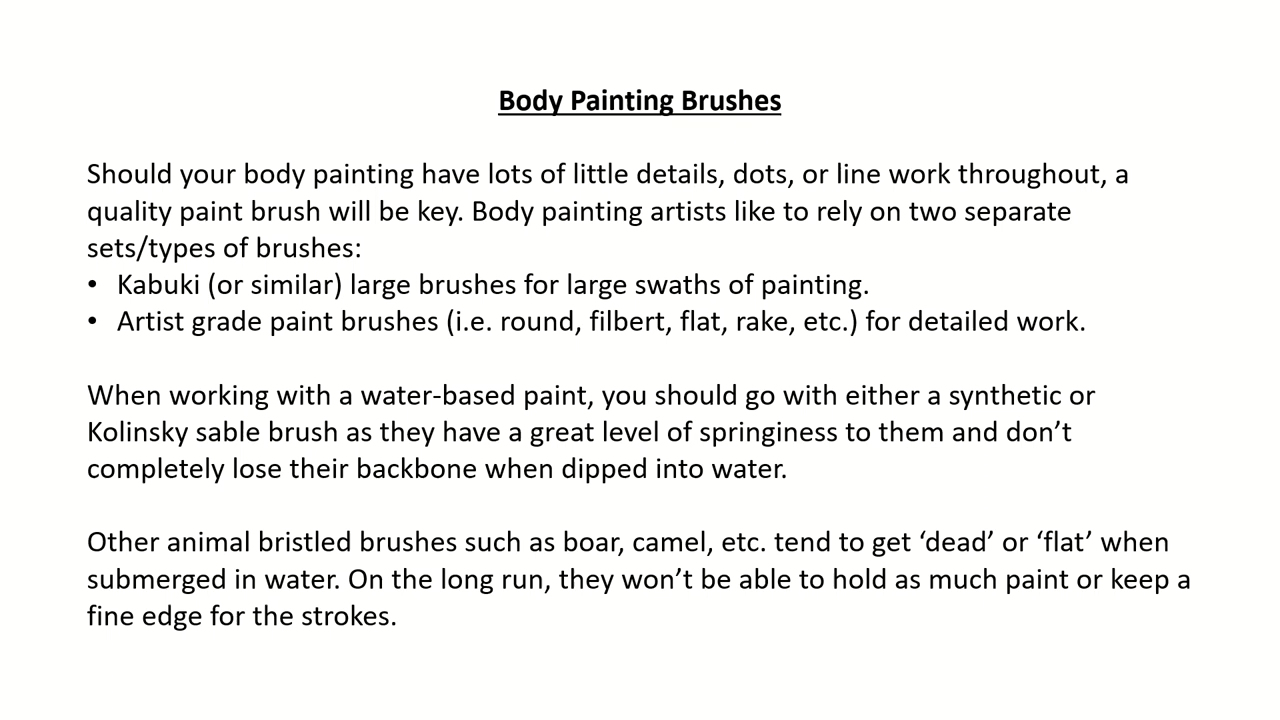 Body Painting Brushes
Should your body painting have lots of little details, dots, or line work throughout, a
quality paint brush will be key. Body painting artists like to rely on two separate
sets/types of brushes:
• Kabuki (or similar) large brushes for large swaths of painting.
• Artist grade paint brushes (i.e. round, filbert, flat, rake, etc.) for detailed work.
When working with a water-based paint, you should go with either a synthetic or
Kolinsky sable brush as they have a great level of springiness to them and don’t
completely lose their backbone when dipped into water.
Other animal bristled brushes such as boar, camel, etc. tend to get ‘dead’ or ‘flat’ when
submerged in water. On the long run, they won’t be able to hold as much paint or keep a
fine edge for the strokes.